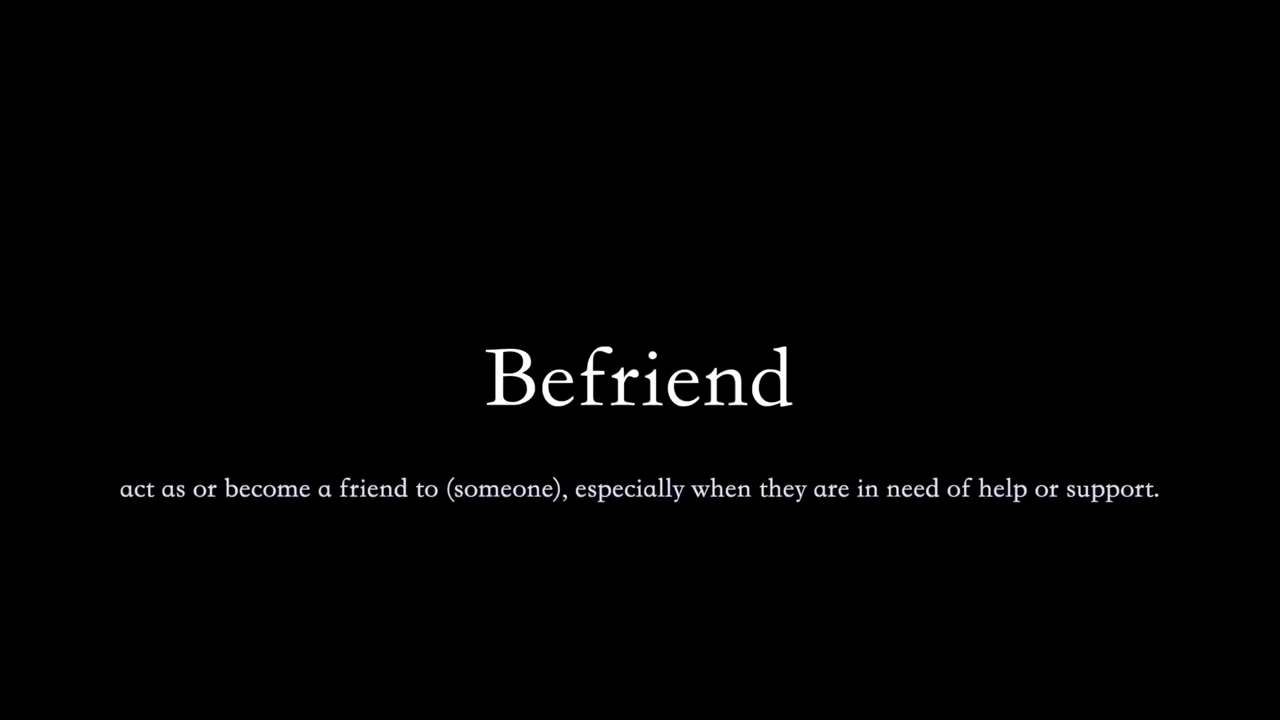 Befriend
act as or become a friend to (someone), especially when they are in need of help or support.